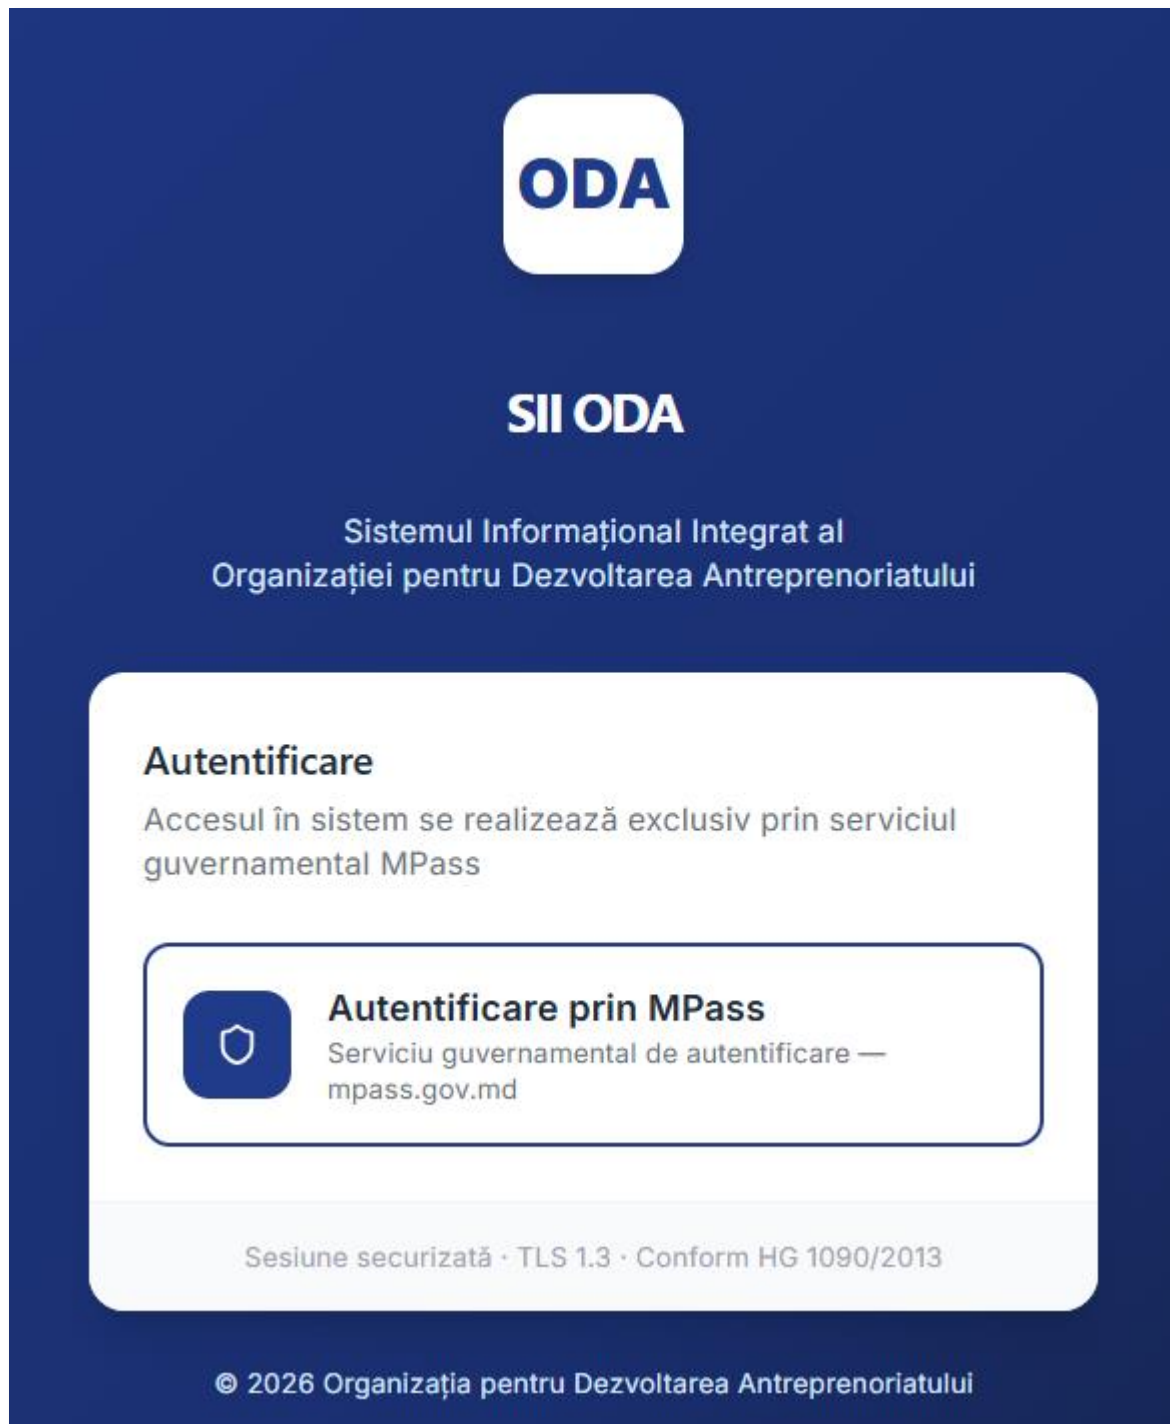 ODA
SII ODA
Sistemul Informațional Integrat al
Organizației pentru Dezvoltarea Antreprenoriatului
Autentificare
Accesul în sistem se realizează exclusiv prin serviciul
guvernamental MPass
Autentificare prin MPass
Serviciu guvernamental de autentificare —
mpass.gov.md
Sesiune securizată · TLS 1.3 · Conform HG 1090/2013
© 2026 Organizația pentru Dezvoltarea Antreprenoriatului